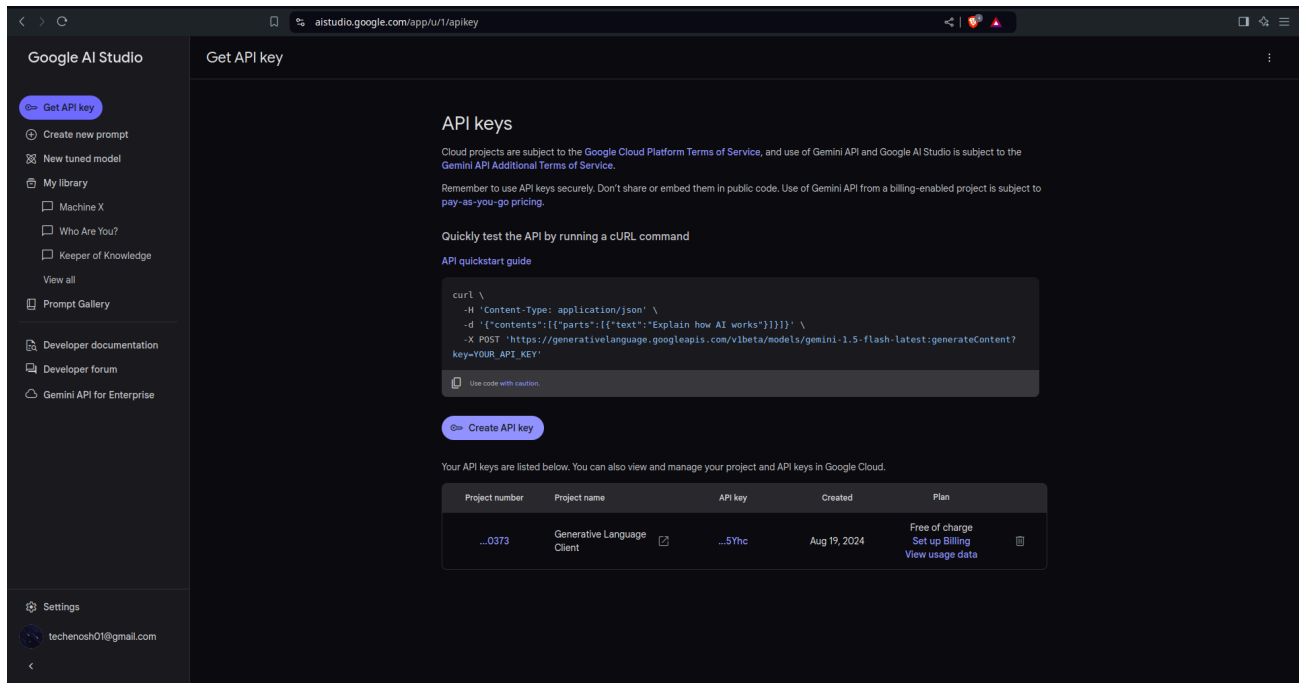 aistudio.google.com/app/u/1/apikey
Google AI Studio
Get API key
Create new prompt
New tuned model
My library
Machine X
Who Are You?
Keeper of Knowledge
View all
Prompt Gallery
Developer documentation
Developer forum
Gemini API for Enterprise
Settings
techenosh01@gmail.com
Get API key
API keys
Cloud projects are subject to the Google Cloud Platform Terms of Service, and use of Gemini API and Google AI Studio is subject to the
Gemini API Additional Terms of Service.
Remember to use API keys securely. Don't share or embed them in public code. Use of Gemini API from a billing-enabled project is subject to
pay-as-you-go pricing.
Quickly test the API by running a cURL command
API quickstart guide
curl \
-H 'Content-Type: application/json' \
-d '{"contents":[{"parts":[{"text":"Explain how AI works"}]}]}' \
-X POST 'https://generativelanguage.googleapis.com/v1beta/models/gemini-1.5-flash-latest:generateContent?
key=YOUR_API_KEY'
Use code with caution.
Create API key
Your API keys are listed below. You can also view and manage your project and API keys in Google Cloud.
Project number Project name API key Created Plan
...0373 Generative Language Client ...5Yhc Aug 19, 2024 Free of charge
Set up Billing
View usage data